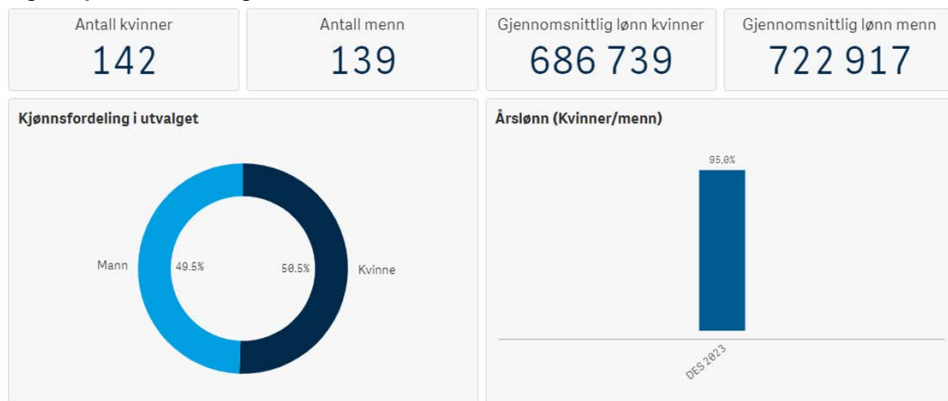 Antall kvinner
142
Antall menn
139
Gjennomsnittlig lønn kvinner
686 739
Gjennomsnittlig lønn menn
722 917
Kjønnsfordeling i utvalget
Mann
49.5%
50.5%
Kvinne
Årslønn (Kvinner/menn)
95,0%
DES 2023